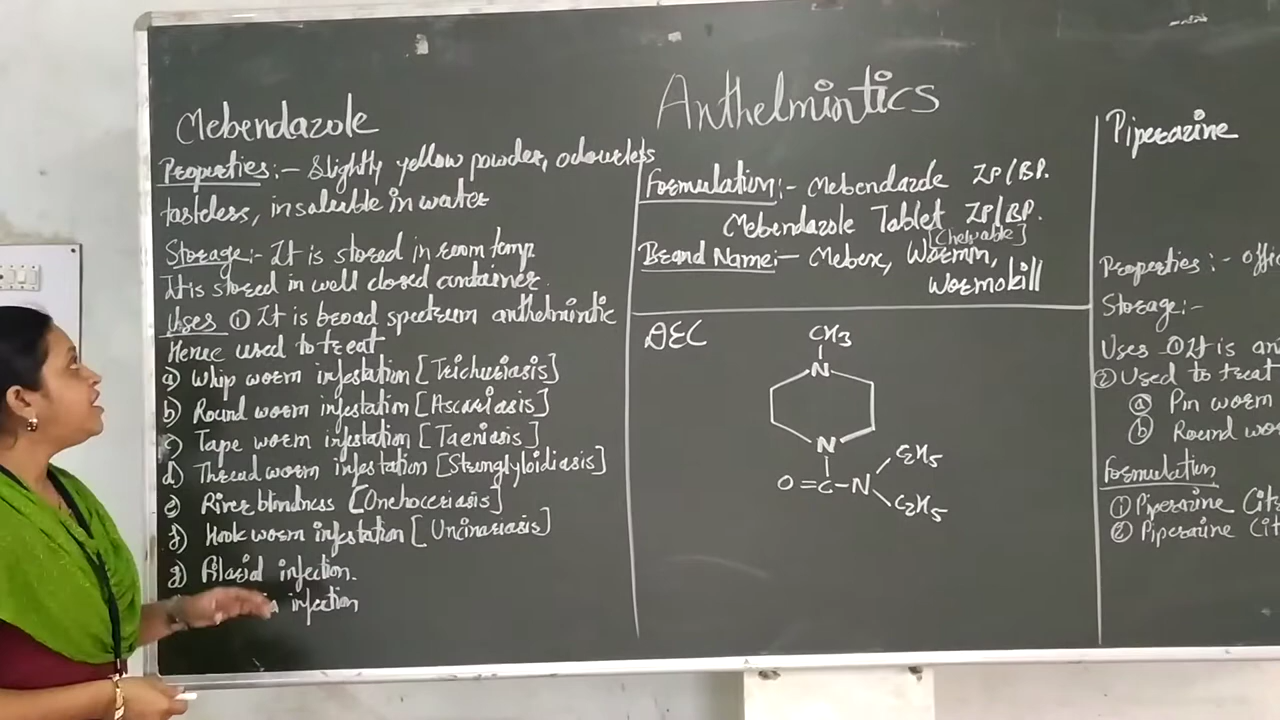 Anthelmintics
Mebendazole
Properties:- Slightly yellow powder, odourless
tasteless, insoluble in water
Storage:- It is stored in room temp
It is stored in well closed container.
Uses ① It is broad spectrum anthelmintic
Hence used to treat
a) Whip worm infestation [Trichuriasis]
b) Round worm infestation [Ascariasis]
c) Tape worm infestation [Taeniasis]
d) Thread worm infestation [Strongyloidiasis]
e) River blindness [Onchocerciasis]
f) Hook worm infestation [Uncinariasis]
g) Filarial infection.
infection
Formulation:- Mebendazole IP/BP.
Mebendazole Tablet IP/BP.
[Chewable]
Brand Name:- Mebex, Wormin,
Wormokill
DEC
CH3
N
N
O=C-N
C2H5
C2H5
Piperazine
Properties:- Offi
Storage:-
Uses ① It is an
② Used to treat
ⓐ Pin worm
ⓑ Round wo
Formulation
① Piperazine Cit
② Piperazine Cit